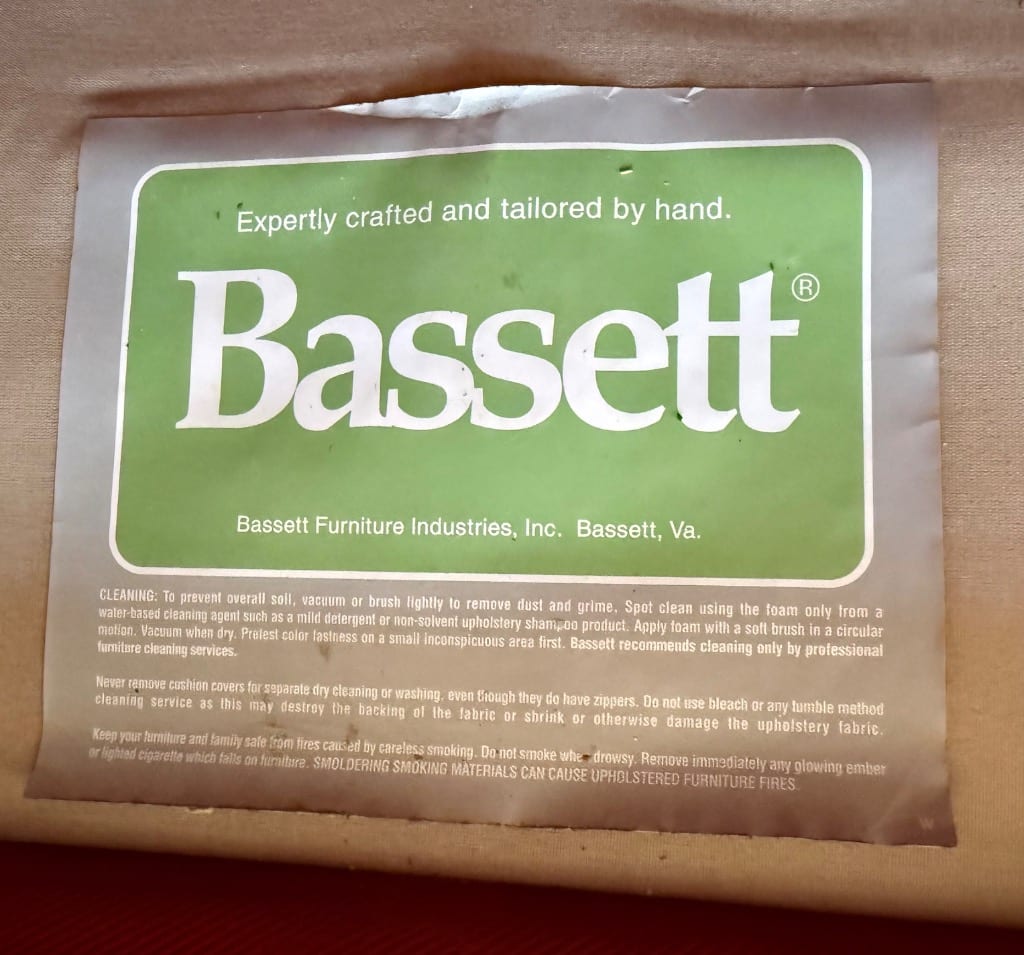 Expertly crafted and tailored by hand.
Bassett®
Bassett Furniture Industries, Inc. Bassett, Va.
CLEANING: To prevent overall soil, vacuum or brush lightly to remove dust and grime. Spot clean using the foam only from a
water-based cleaning agent such as a mild detergent or non-solvent upholstery shampoo product. Apply foam with a soft brush in a circular
motion. Vacuum when dry. Pretest color fastness on a small inconspicuous area first. Bassett recommends cleaning only by professional
furniture cleaning services.
Never remove cushion covers for separate dry cleaning or washing, even though they do have zippers. Do not use bleach or any tumble method
cleaning service as this may destroy the backing of the fabric or shrink or otherwise damage the upholstery fabric.
Keep your furniture and family safe from fires caused by careless smoking. Do not smoke when drowsy. Remove immediately any glowing ember
or lighted cigarette which falls on furniture. SMOLDERING SMOKING MATERIALS CAN CAUSE UPHOLSTERED FURNITURE FIRES.
W